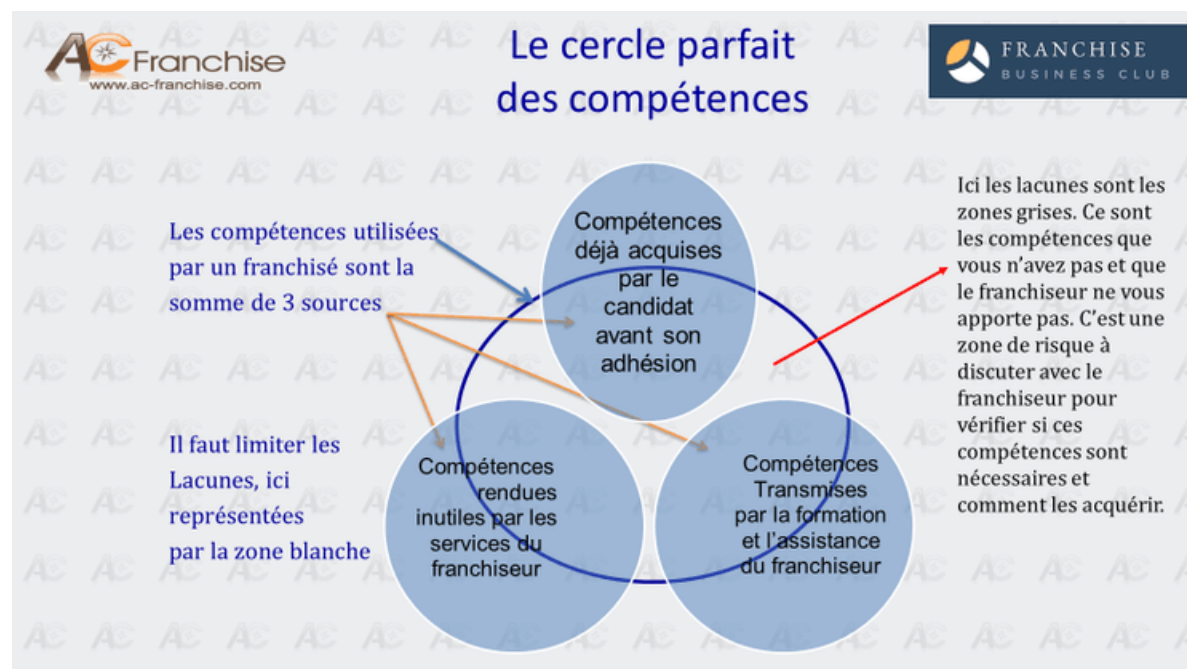 AC Franchise
www.ac-franchise.com
Le cercle parfait
des compétences
FRANCHISE
BUSINESS CLUB
Les compétences utilisées
par un franchisé sont la
somme de 3 sources
Il faut limiter les
Lacunes, ici
représentées
par la zone blanche
Compétences
déjà acquises
par le
candidat
avant son
adhésion
Compétences
rendues
inutiles par les
services du
franchiseur
Compétences
Transmises
par la formation
et l’assistance
du franchiseur
Ici les lacunes sont les
zones grises. Ce sont
les compétences que
vous n’avez pas et que
le franchiseur ne vous
apporte pas. C’est une
zone de risque à
discuter avec le
franchiseur pour
vérifier si ces
compétences sont
nécessaires et
comment les acquérir.